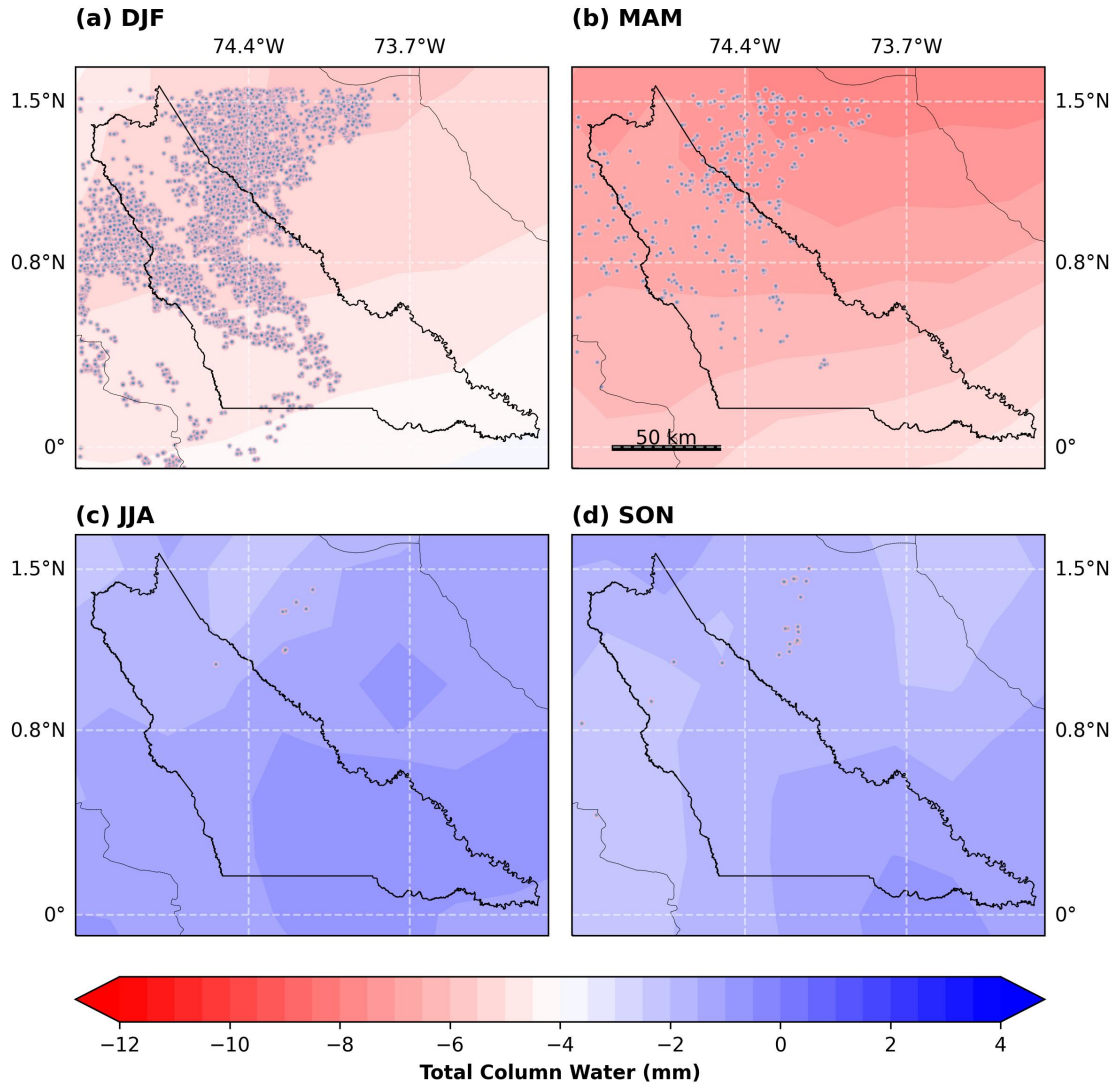 (a) DJF
(b) MAM
74.4°W 73.7°W 74.4°W 73.7°W
1.5°N 1.5°N
0.8°N 0.8°N
0° 50 km 0°
(c) JJA
(d) SON
1.5°N 1.5°N
0.8°N 0.8°N
0° 0°
−12 −10 −8 −6 −4 −2 0 2 4
Total Column Water (mm)